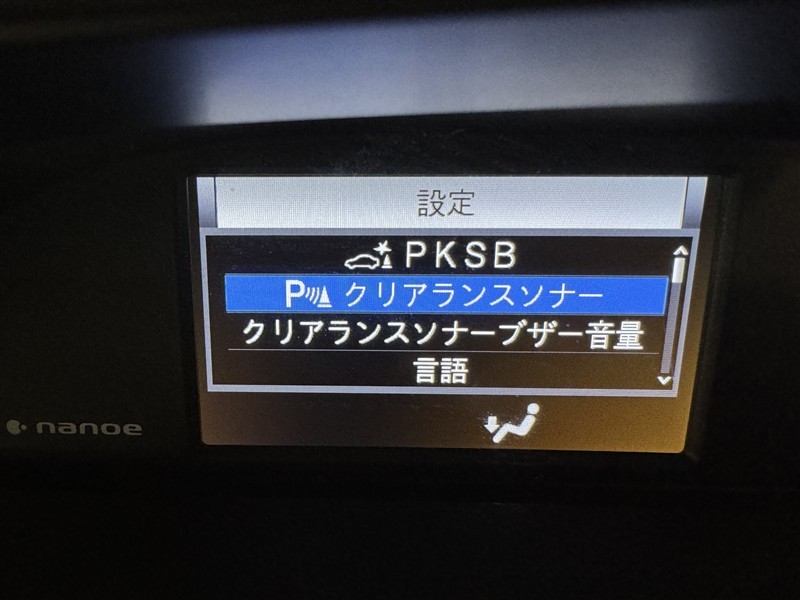 設定
PKSB
P クリアランスソナー
クリアランスソナーブザー音量
言語
nanoe